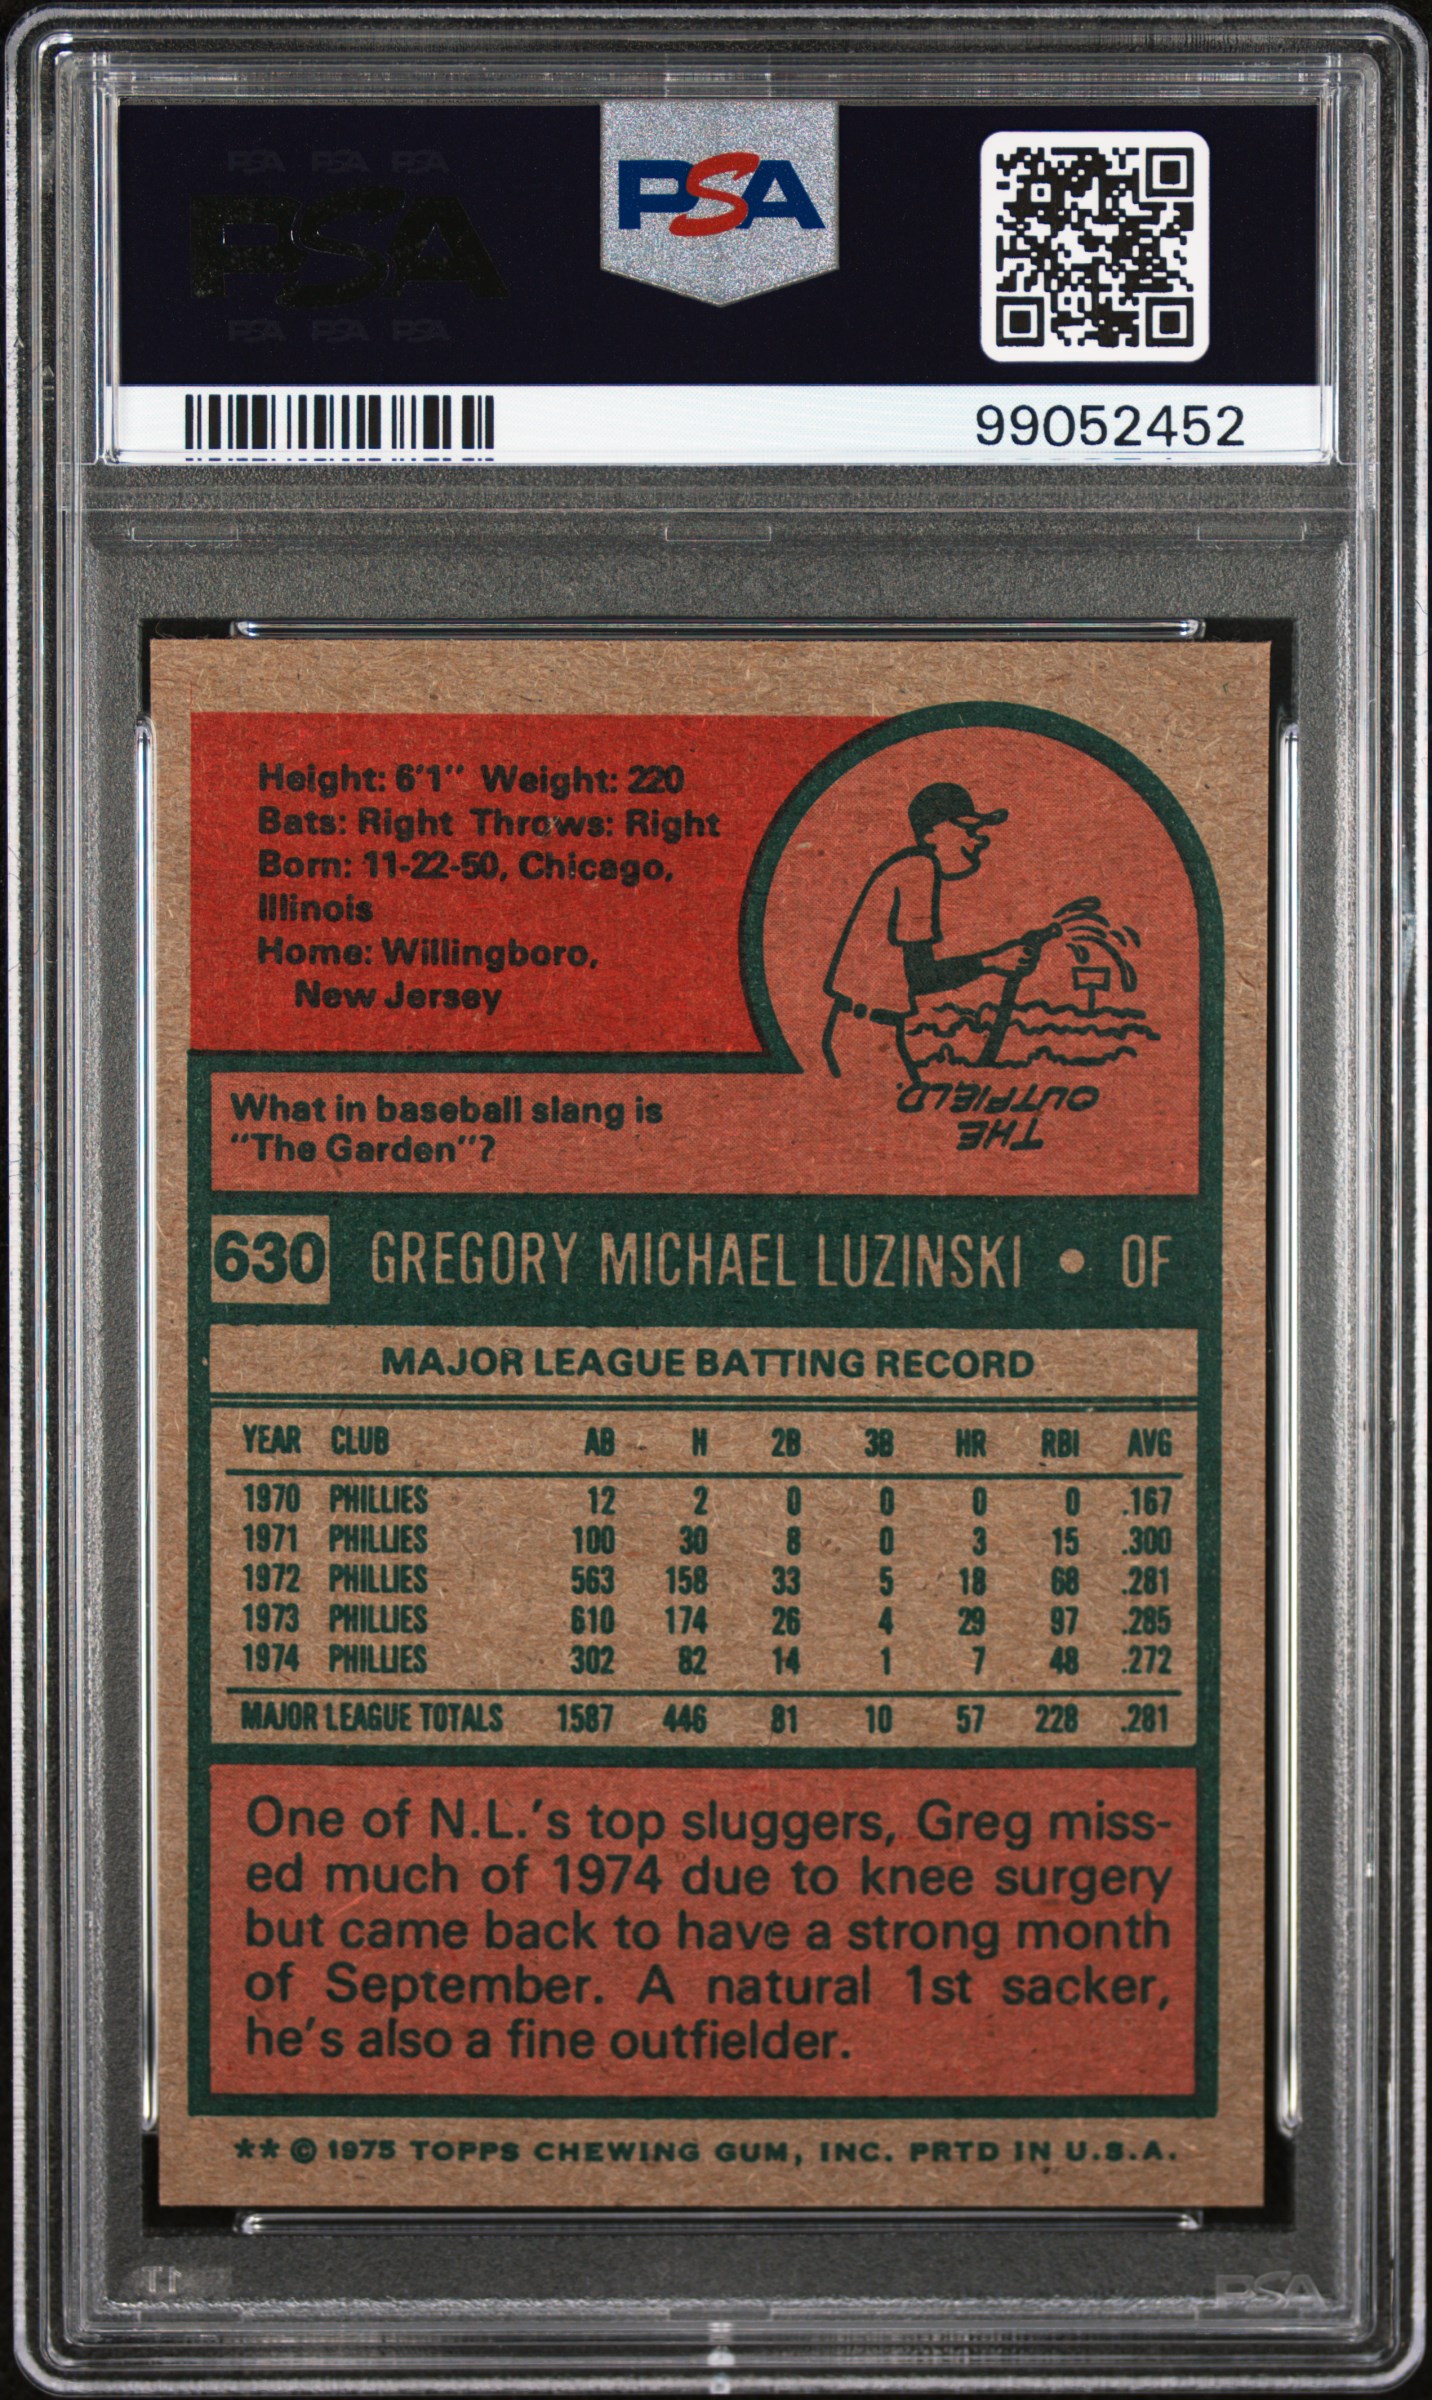 PSA PSA PSA
PSA
PSA PSA PSA
PSA
99052452
Height: 6'1" Weight: 220
Bats: Right Throws: Right
Born: 11-22-50, Chicago,
Illinois
Home: Willingboro,
New Jersey
What in baseball slang is
"The Garden"?
THE
OUTFIELD.
630 GREGORY MICHAEL LUZINSKI • OF
MAJOR LEAGUE BATTING RECORD
YEAR CLUB AB H 2B 3B HR RBI AVG
1970 PHILLIES 12 2 0 0 0 0 .167
1971 PHILLIES 100 30 8 0 3 15 .300
1972 PHILLIES 563 158 33 5 18 68 .281
1973 PHILLIES 610 174 26 4 29 97 .285
1974 PHILLIES 302 82 14 1 7 48 .272
MAJOR LEAGUE TOTALS 1587 446 81 10 57 228 .281
One of N.L.'s top sluggers, Greg miss-
ed much of 1974 due to knee surgery
but came back to have a strong month
of September. A natural 1st sacker,
he's also a fine outfielder.
** © 1975 TOPPS CHEWING GUM, INC. PRTD IN U.S.A.
PSA